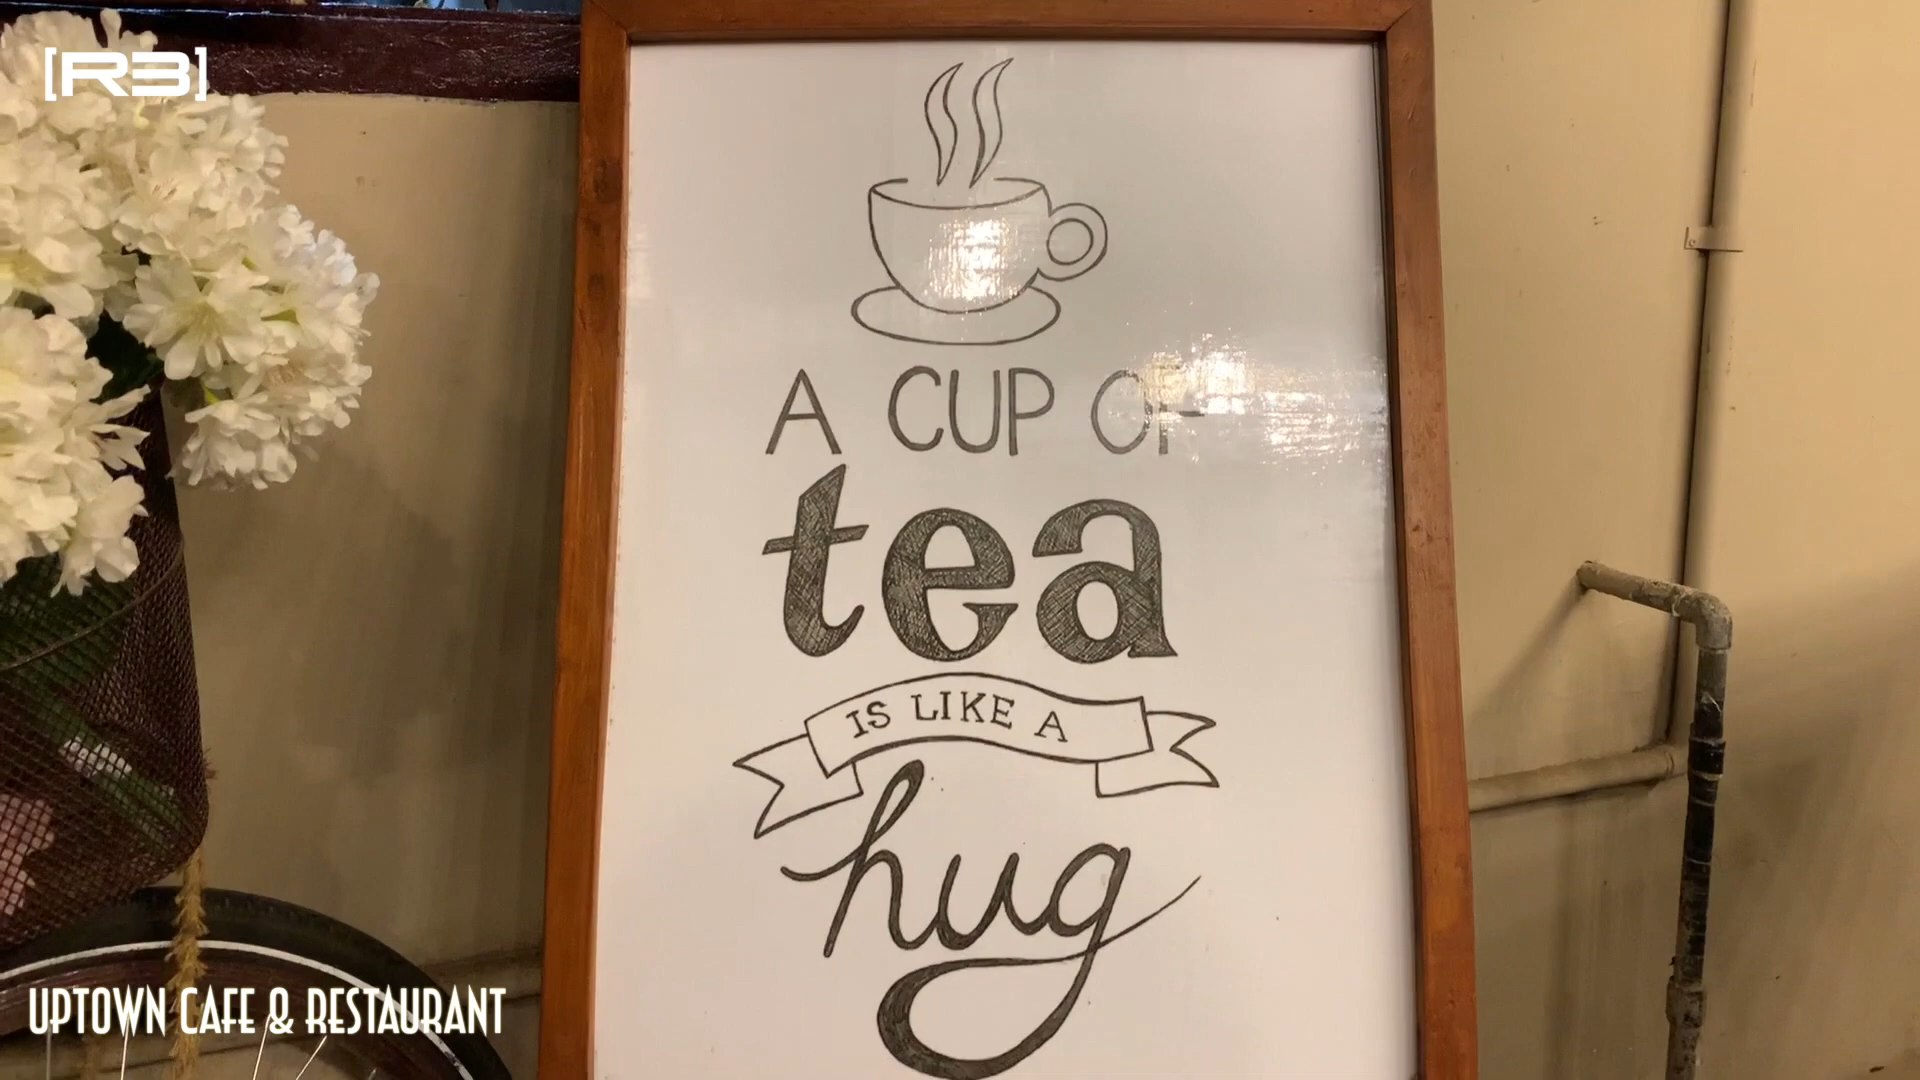 [R3]
A CUP OF
tea
IS LIKE A
hug
UPTOWN CAFE & RESTAURANT